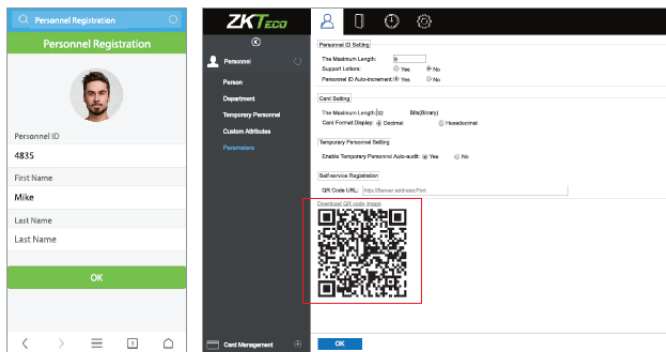 Personnel Registration
Personnel Registration
Personnel ID
4835
First Name
Mike
Last Name
Last Name
OK
1
ZKTeco
Personnel
Person
Department
Temporary Personnel
Custom Attributes
Parameters
Card Management
Personnel ID Setting
The Maximum Length: 9
Support Letters: Yes No
Personnel ID Auto-increment: Yes No
Card Setting
The Maximum Length: 32 Bits(Binary)
Card Format Display: Decimal Hexadecimal
Temporary Personnel Setting
Enable Temporary Personnel Auto-audit: Yes No
Self-service Registration
QR Code URL: http://Server address:Port
Download QR code image
OK